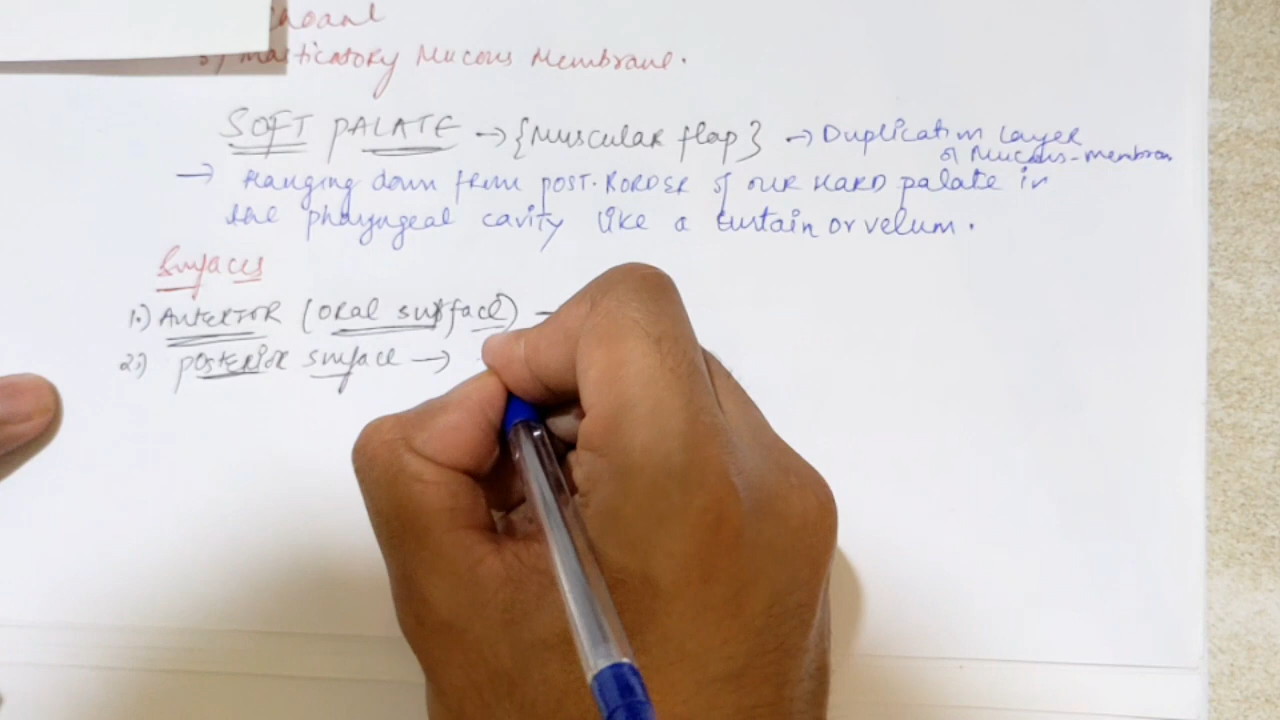 3) Masticatory Mucous Membrane.
SOFT PALATE → {Muscular flap} → Duplication Layer
of Mucous-membran
→ Hanging down from POST. BORDER of our HARD palate in
the pharyngeal cavity like a curtain or velum.
Surfaces
1.) ANTERIOR (oral surface) →
2.) posterior surface →